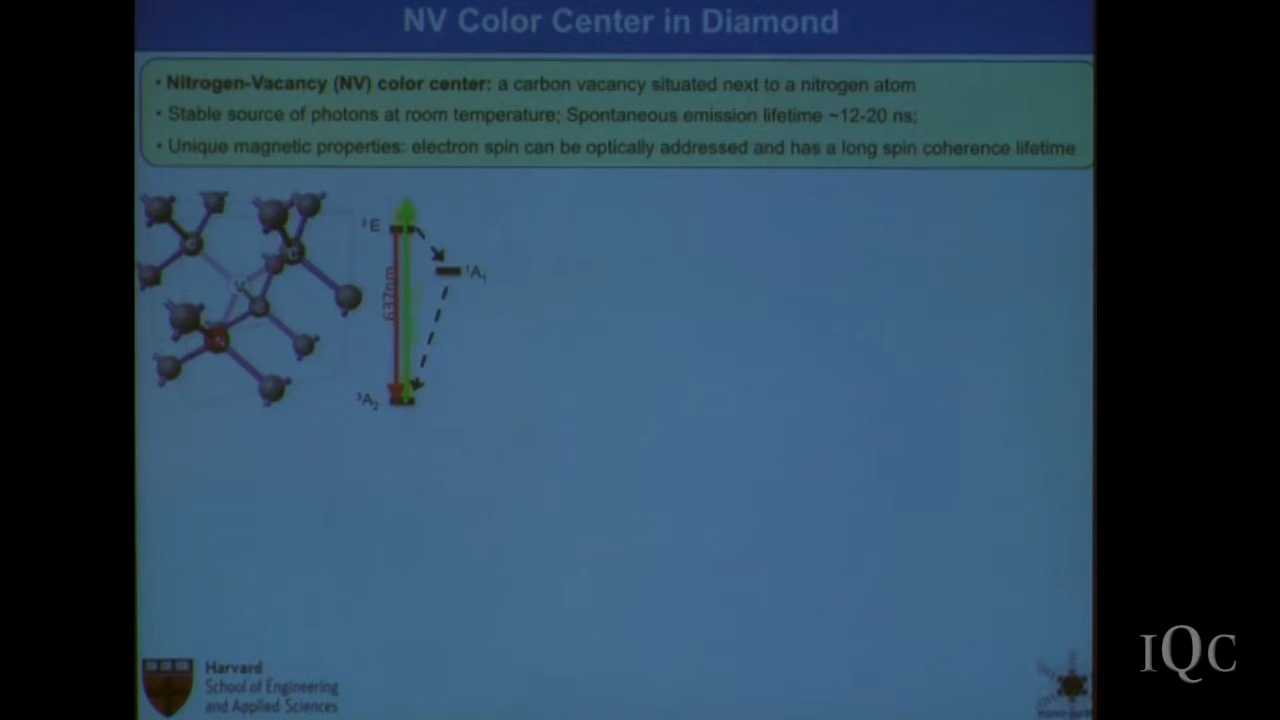 NV Color Center in Diamond
• Nitrogen-Vacancy (NV) color center: a carbon vacancy situated next to a nitrogen atom
• Stable source of photons at room temperature; Spontaneous emission lifetime ~12-20 ns;
• Unique magnetic properties: electron spin can be optically addressed and has a long spin coherence lifetime
³E
¹A₁
637nm
³A₂
Harvard
School of Engineering
and Applied Sciences
IQC